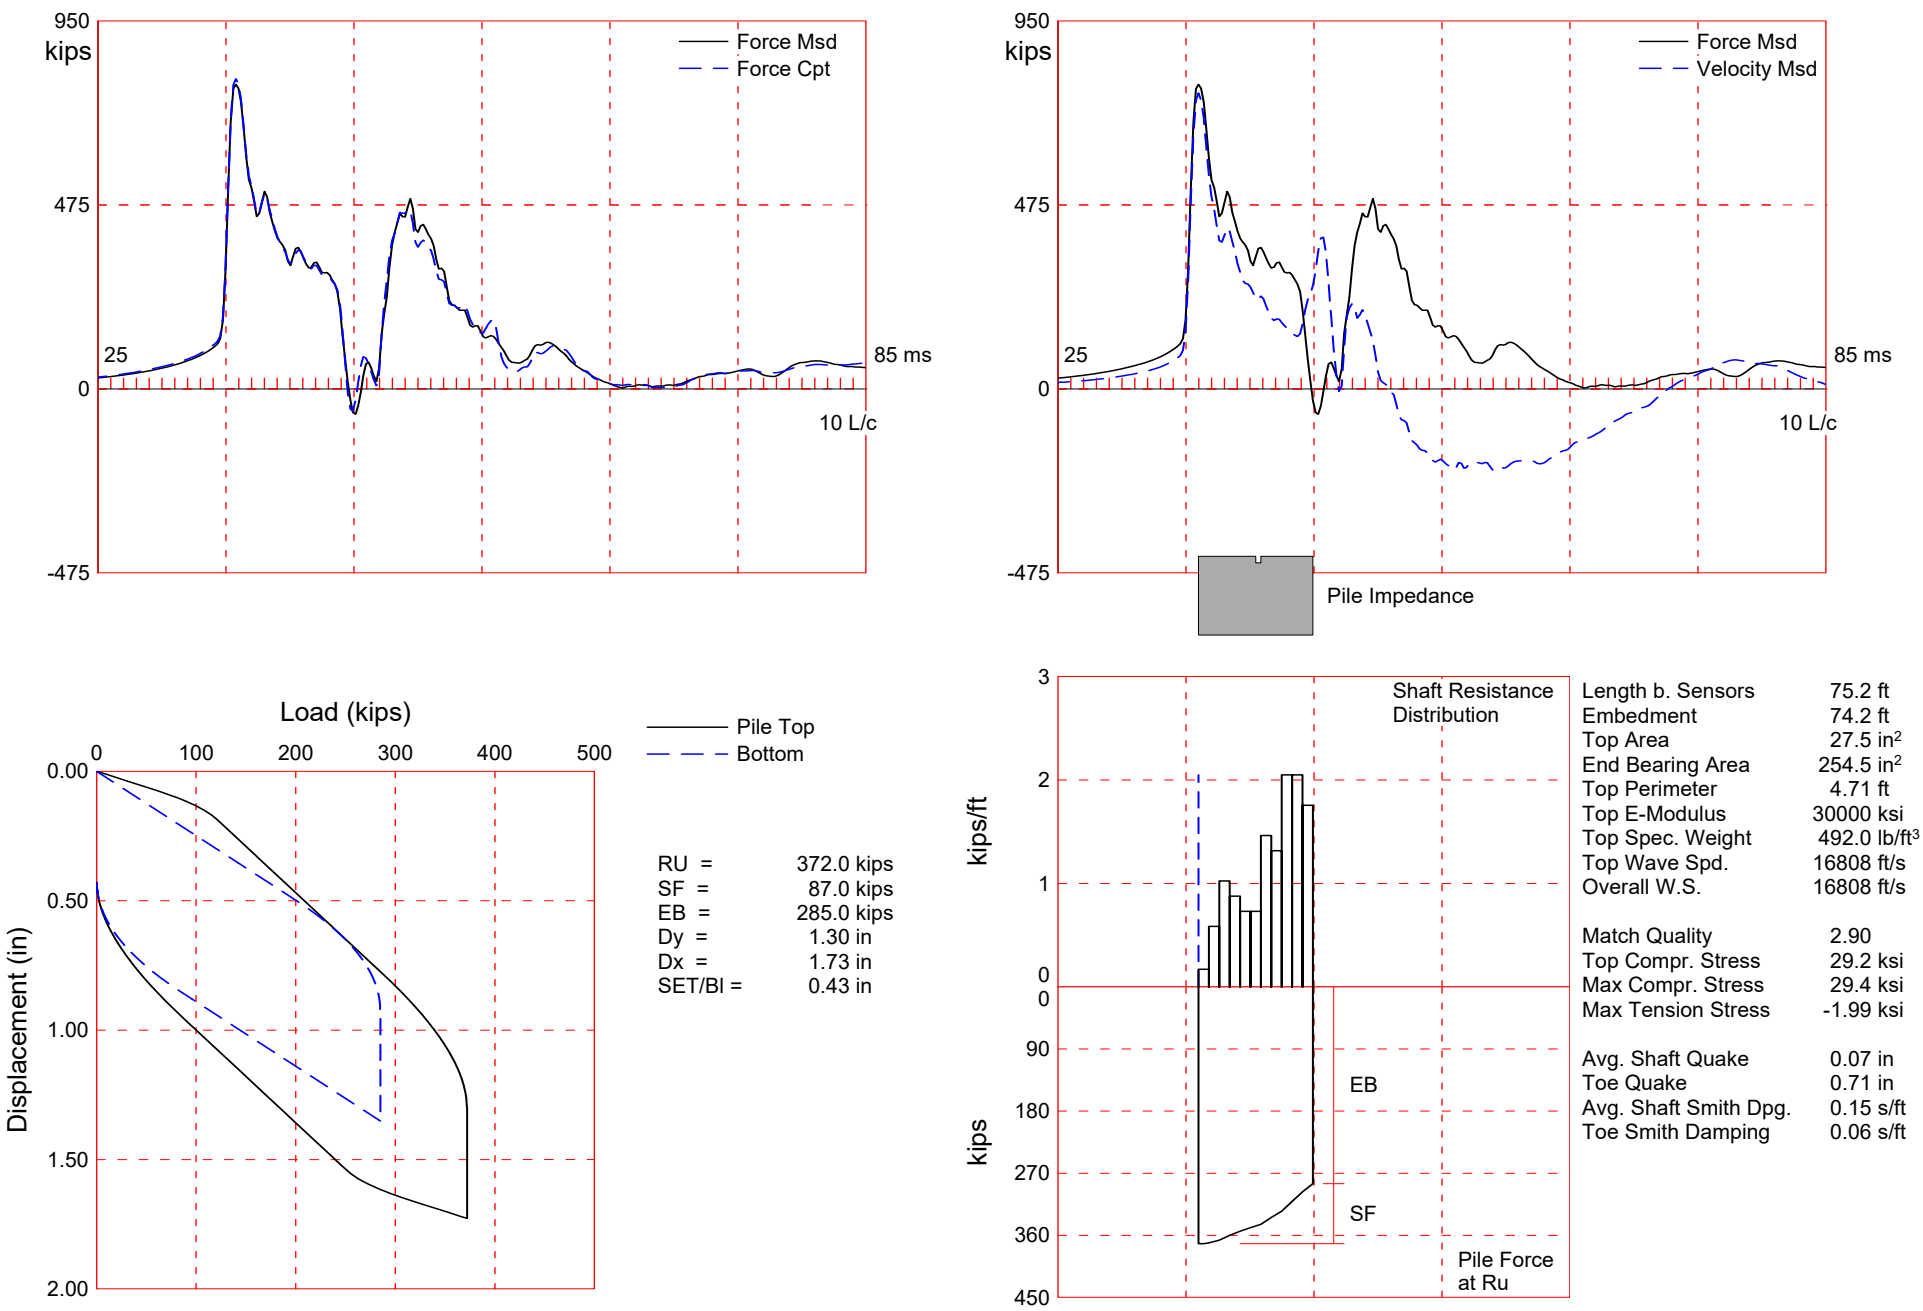 950
kips
Force Msd
Force Cpt
475
25
85 ms
0
10 L/c
-475
950
kips
Force Msd
Velocity Msd
475
25
85 ms
0
10 L/c
-475
Pile Impedance
Load (kips)
0 100 200 300 400 500
Pile Top
Bottom
0.00
0.50
1.00
1.50
2.00
Displacement (in)
RU = 372.0 kips
SF = 87.0 kips
EB = 285.0 kips
Dy = 1.30 in
Dx = 1.73 in
SET/Bl = 0.43 in
3
Shaft Resistance
Distribution
2
kips/ft
1
0
0
90
EB
180
kips
270
SF
360
Pile Force
at Ru
450
Length b. Sensors 75.2 ft
Embedment 74.2 ft
Top Area 27.5 in²
End Bearing Area 254.5 in²
Top Perimeter 4.71 ft
Top E-Modulus 30000 ksi
Top Spec. Weight 492.0 lb/ft³
Top Wave Spd. 16808 ft/s
Overall W.S. 16808 ft/s
Match Quality 2.90
Top Compr. Stress 29.2 ksi
Max Compr. Stress 29.4 ksi
Max Tension Stress -1.99 ksi
Avg. Shaft Quake 0.07 in
Toe Quake 0.71 in
Avg. Shaft Smith Dpg. 0.15 s/ft
Toe Smith Damping 0.06 s/ft